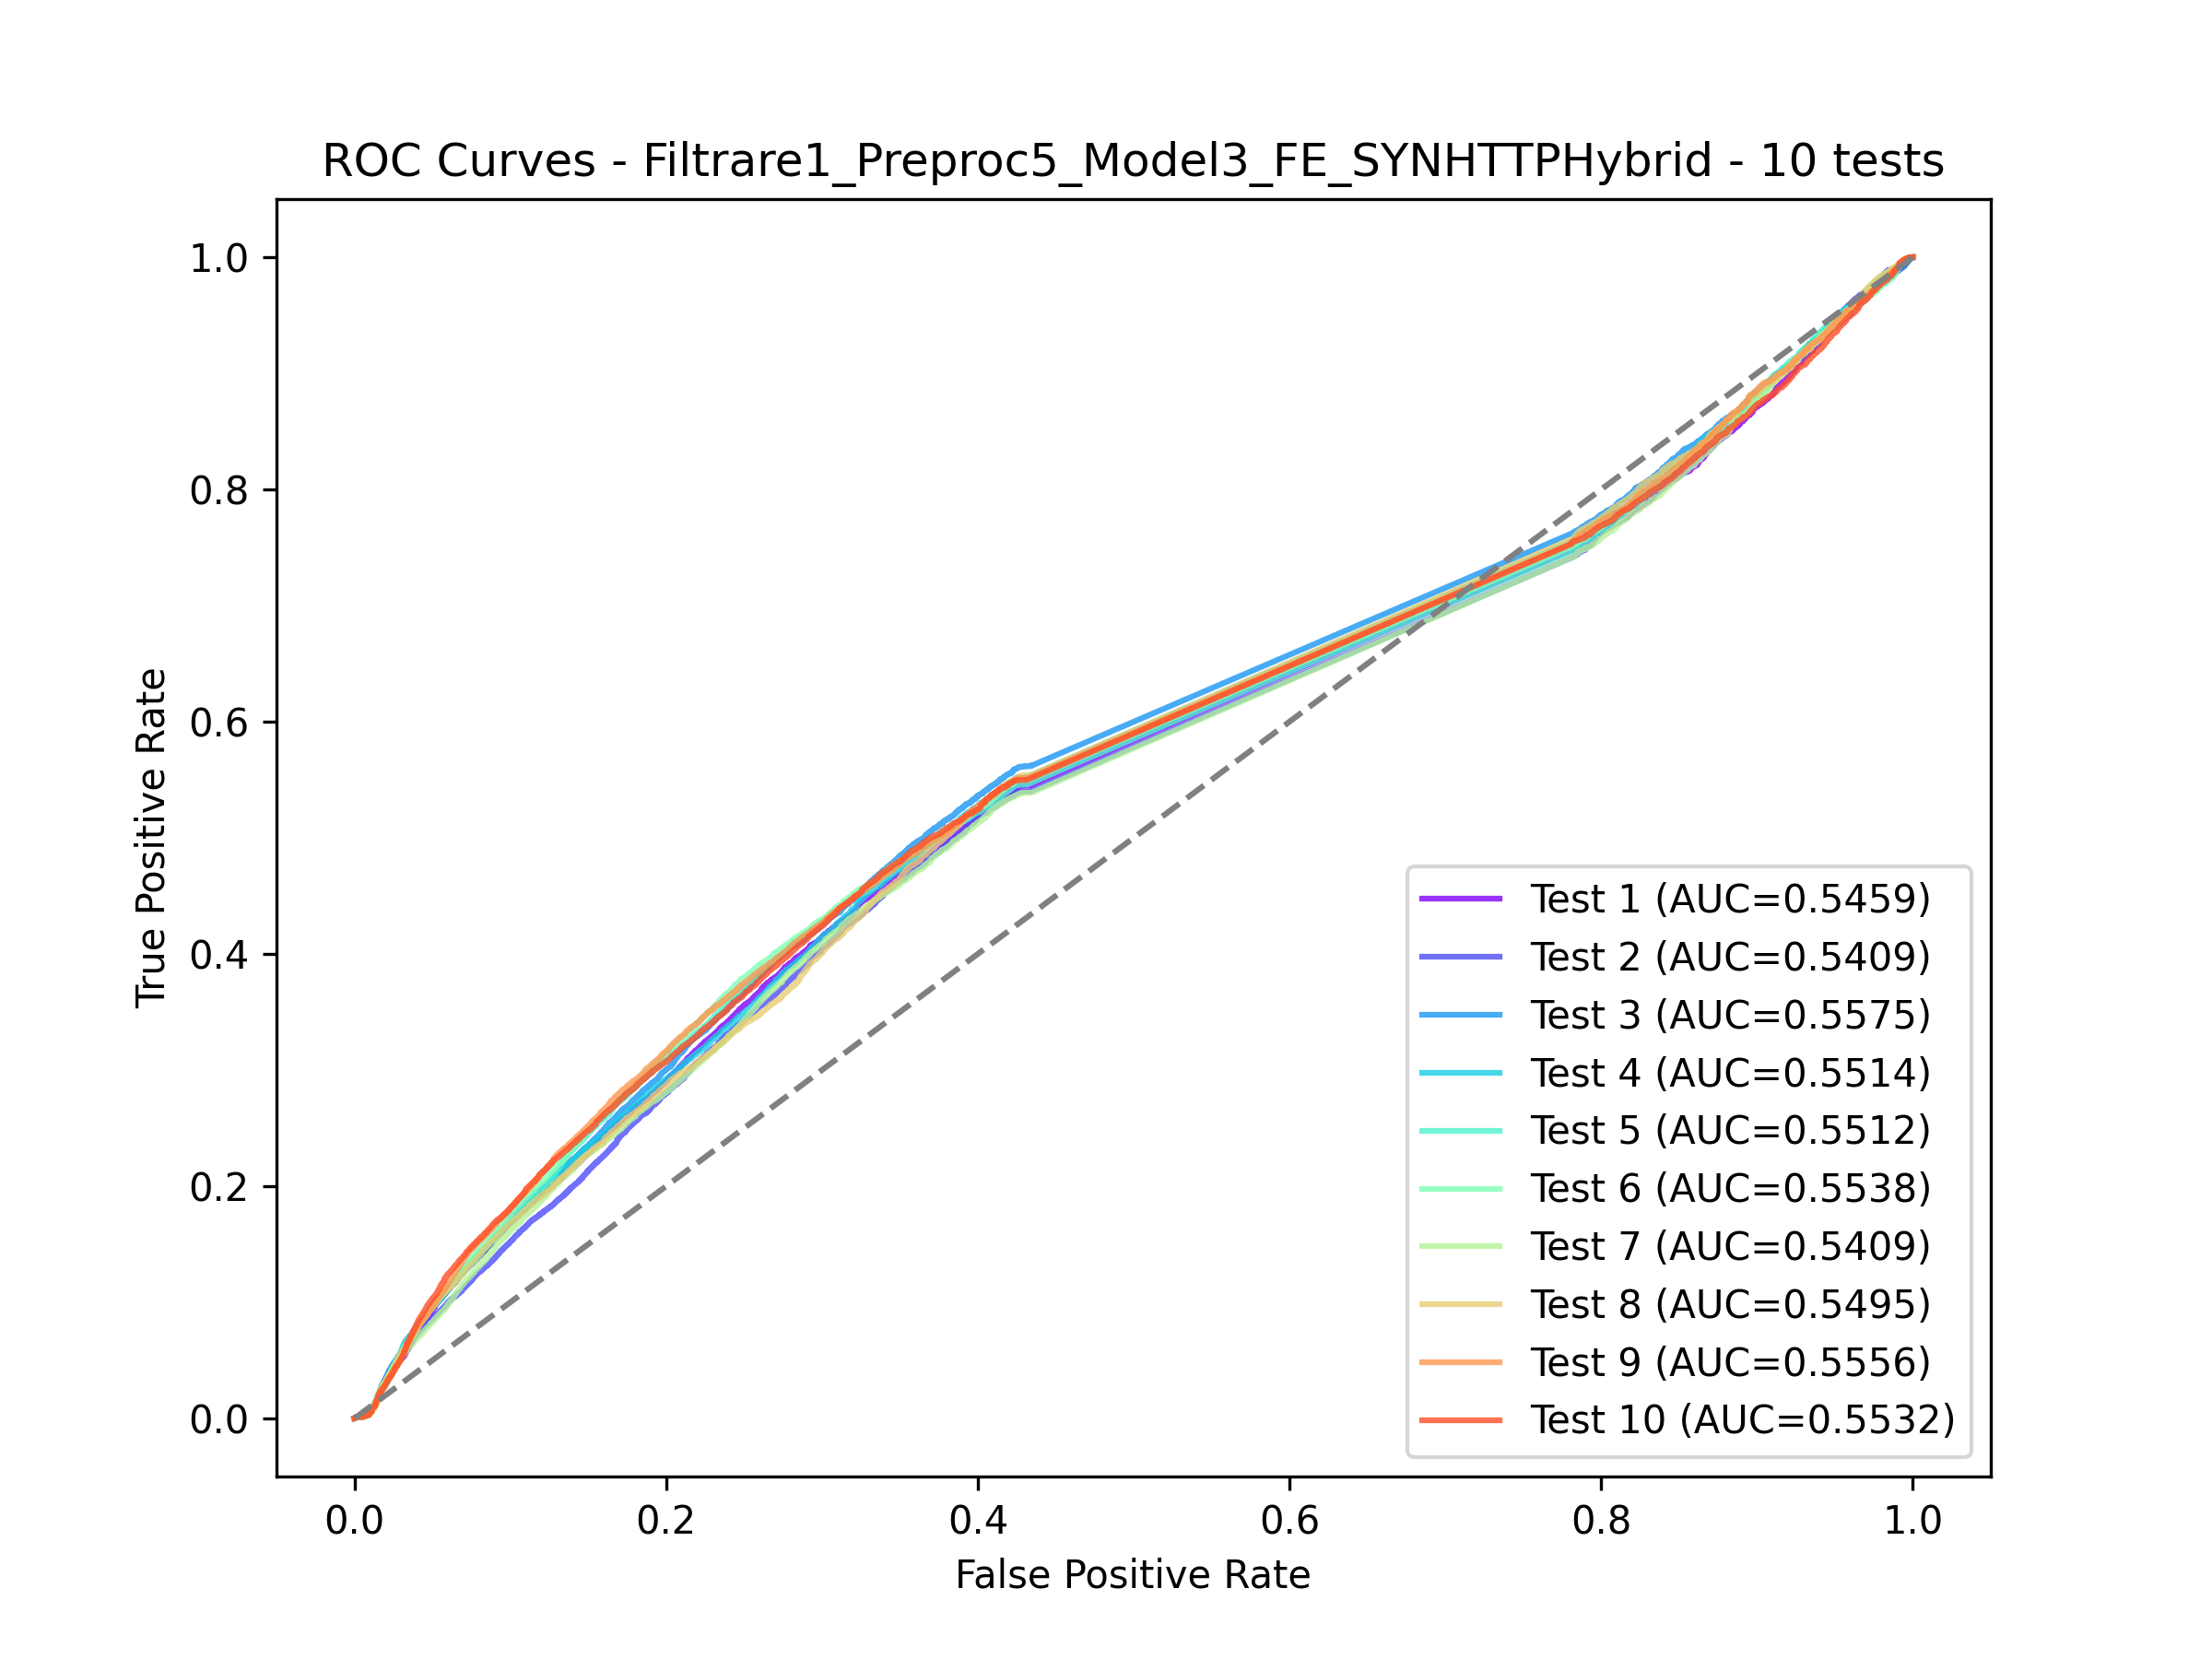 ROC Curves - Filtrare1_Preproc5_Model3_FE_SYNHTTPHybrid - 10 tests
True Positive Rate
1.0
0.8
0.6
0.4
0.2
0.0
Test 1 (AUC=0.5459)
Test 2 (AUC=0.5409)
Test 3 (AUC=0.5575)
Test 4 (AUC=0.5514)
Test 5 (AUC=0.5512)
Test 6 (AUC=0.5538)
Test 7 (AUC=0.5409)
Test 8 (AUC=0.5495)
Test 9 (AUC=0.5556)
Test 10 (AUC=0.5532)
0.0 0.2 0.4 0.6 0.8 1.0
False Positive Rate